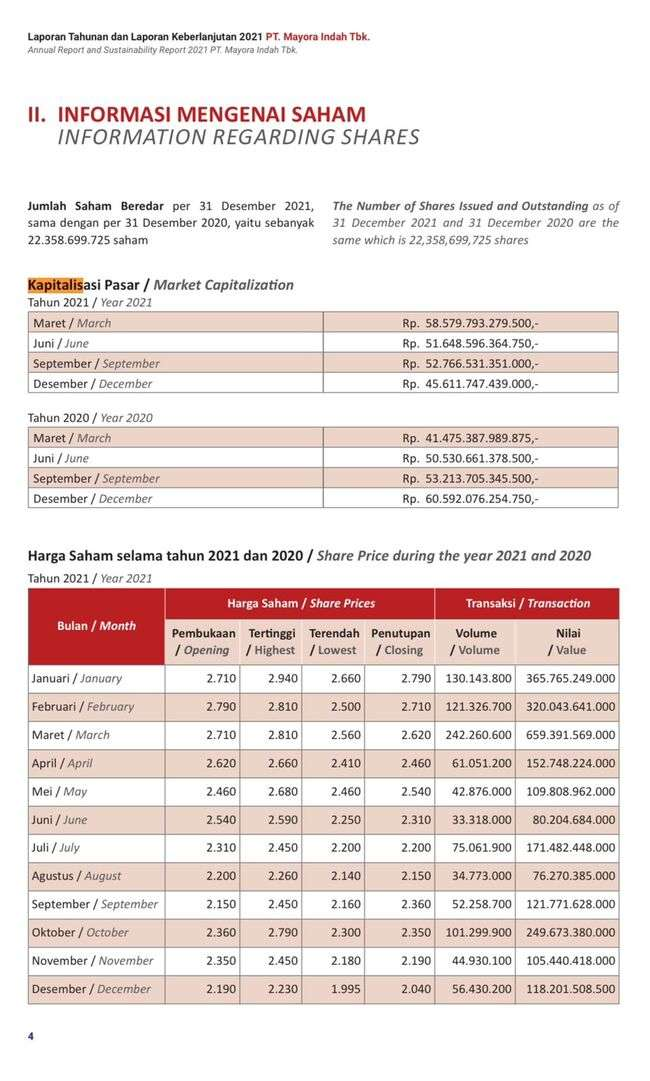 Laporan Tahunan dan Laporan Keberlanjutan 2021 PT. Mayora Indah Tbk.
Annual Report and Sustainability Report 2021 PT. Mayora Indah Tbk.
II. INFORMASI MENGENAI SAHAM
INFORMATION REGARDING SHARES
Jumlah Saham Beredar per 31 Desember 2021,
sama dengan per 31 Desember 2020, yaitu sebanyak
22.358.699.725 saham
The Number of Shares Issued and Outstanding as of
31 December 2021 and 31 December 2020 are the
same which is 22,358,699,725 shares
Kapitalisasi Pasar / Market Capitalization
Tahun 2021 / Year 2021
Maret / March Rp. 58.579.793.279.500,-
Juni / June Rp. 51.648.596.364.750,-
September / September Rp. 52.766.531.351.000,-
Desember / December Rp. 45.611.747.439.000,-
Tahun 2020 / Year 2020
Maret / March Rp. 41.475.387.989.875,-
Juni / June Rp. 50.530.661.378.500,-
September / September Rp. 53.213.705.345.500,-
Desember / December Rp. 60.592.076.254.750,-
Harga Saham selama tahun 2021 dan 2020 / Share Price during the year 2021 and 2020
Tahun 2021 / Year 2021
Bulan / Month Harga Saham / Share Prices Transaksi / Transaction
Pembukaan Tertinggi Terendah Penutupan Volume Nilai
/ Opening / Highest / Lowest / Closing / Volume / Value
Januari / January 2.710 2.940 2.660 2.790 130.143.800 365.765.249.000
Februari / February 2.790 2.810 2.500 2.710 121.326.700 320.043.641.000
Maret / March 2.710 2.810 2.560 2.620 242.260.600 659.391.569.000
April / April 2.620 2.660 2.410 2.460 61.051.200 152.748.224.000
Mei / May 2.460 2.680 2.460 2.540 42.876.000 109.808.962.000
Juni / June 2.540 2.590 2.250 2.310 33.318.000 80.204.684.000
Juli / July 2.310 2.450 2.200 2.200 75.061.900 171.482.448.000
Agustus / August 2.200 2.260 2.140 2.150 34.773.000 76.270.385.000
September / September 2.150 2.450 2.160 2.360 52.258.700 121.771.628.000
Oktober / October 2.360 2.790 2.300 2.350 101.299.900 249.673.380.000
November / November 2.350 2.450 2.180 2.190 44.930.100 105.440.418.000
Desember / December 2.190 2.230 1.995 2.040 56.430.200 118.201.508.500
4